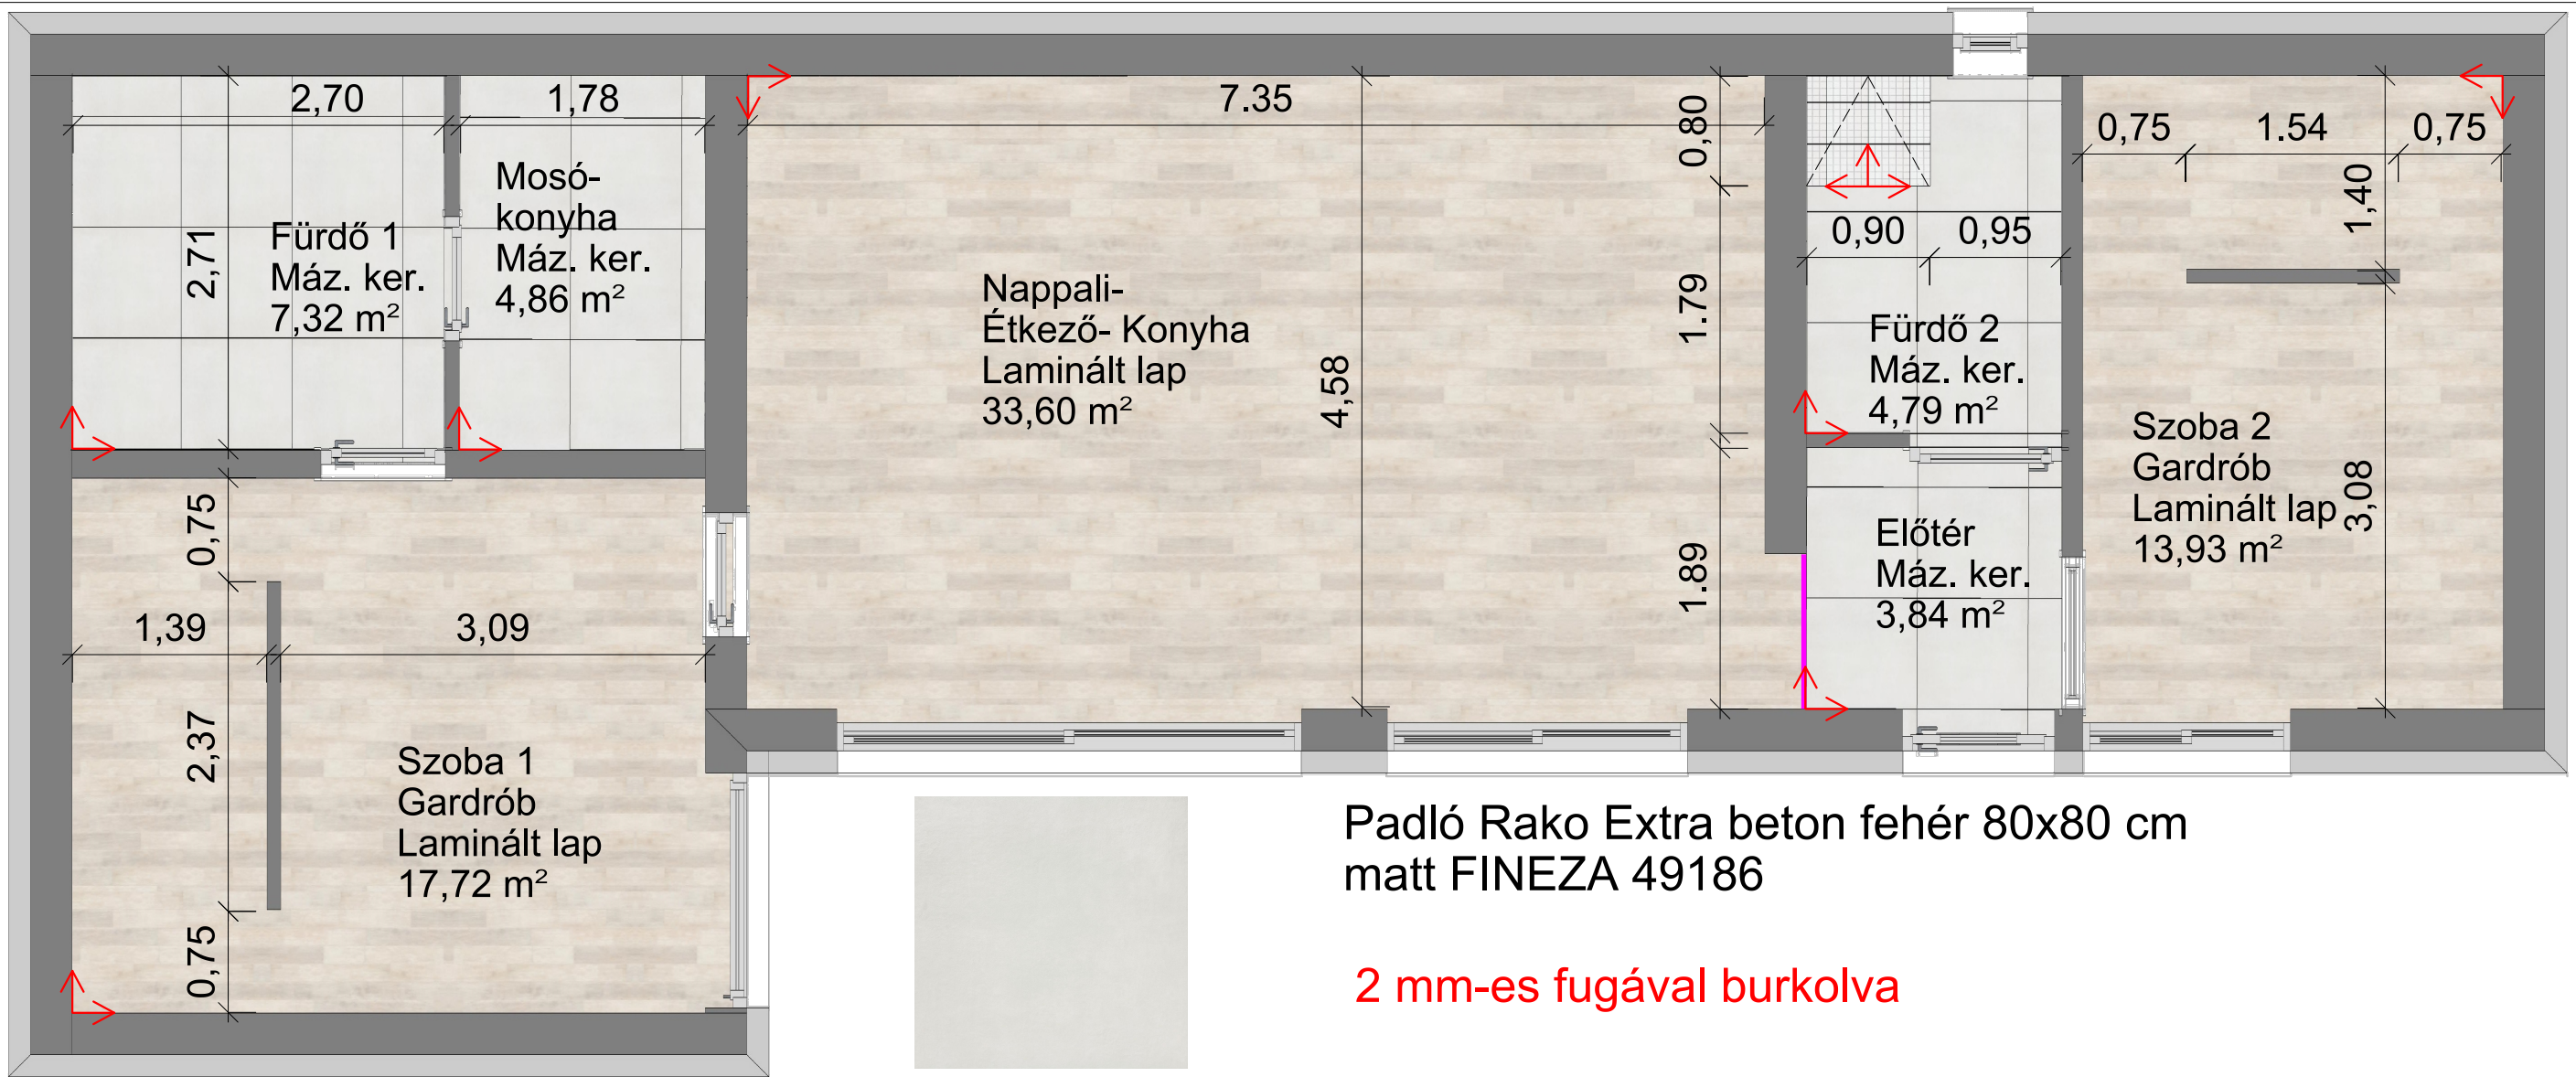 2,70
1,78
7.35
0,80
0,75
1.54
0,75
1,40
2,71
Fürdő 1
Máz. ker.
7,32 m²
Mosó-
konyha
Máz. ker.
4,86 m²
Nappali-
Étkező- Konyha
Laminált lap
33,60 m²
4,58
1.79
0,90
0,95
Fürdő 2
Máz. ker.
4,79 m²
Szoba 2
Gardrób
Laminált lap
13,93 m²
3,08
0,75
1,39
3,09
1.89
Előtér
Máz. ker.
3,84 m²
2,37
Szoba 1
Gardrób
Laminált lap
17,72 m²
0,75
Padló Rako Extra beton fehér 80x80 cm
matt FINEZA 49186
2 mm-es fugával burkolva